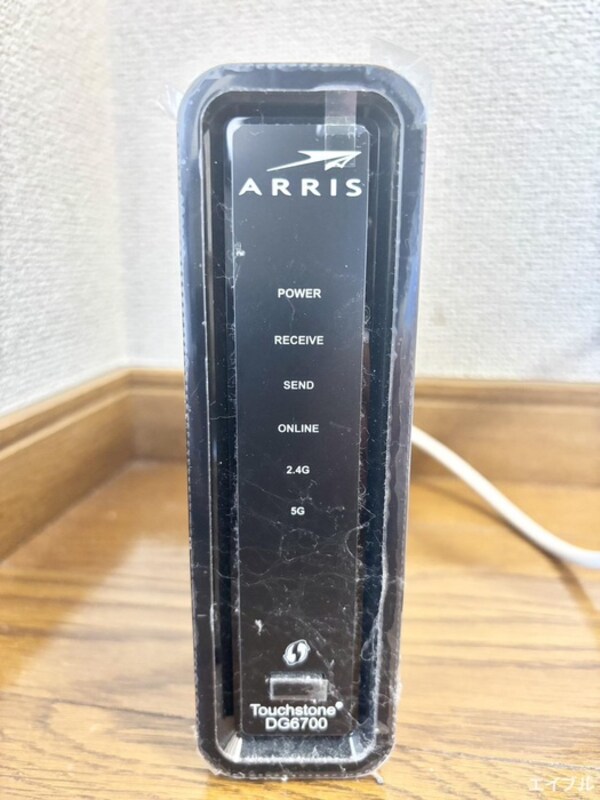 ARRIS
POWER
RECEIVE
SEND
ONLINE
2.4G
5G
Touchstone®
DG6700
エイブル